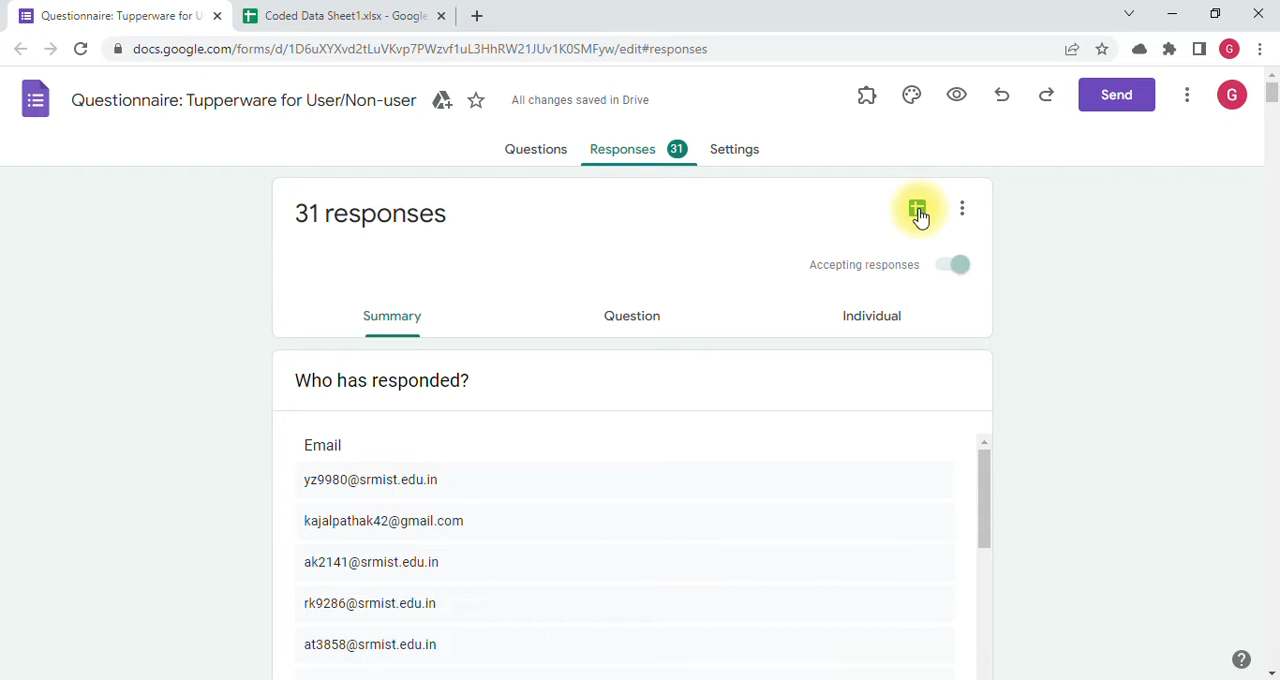 Questionnaire: Tupperware for U
Coded Data Sheet1.xlsx - Google
docs.google.com/forms/d/1D6uXYXvd2tLuVKvp7PWzvf1uL3HhRW21JUv1K0SMFyw/edit#responses
G
Questionnaire: Tupperware for User/Non-user
All changes saved in Drive
Send
G
Questions
Responses 31
Settings
31 responses
Accepting responses
Summary
Question
Individual
Who has responded?
Email
yz9980@srmist.edu.in
kajalpathak42@gmail.com
ak2141@srmist.edu.in
rk9286@srmist.edu.in
at3858@srmist.edu.in